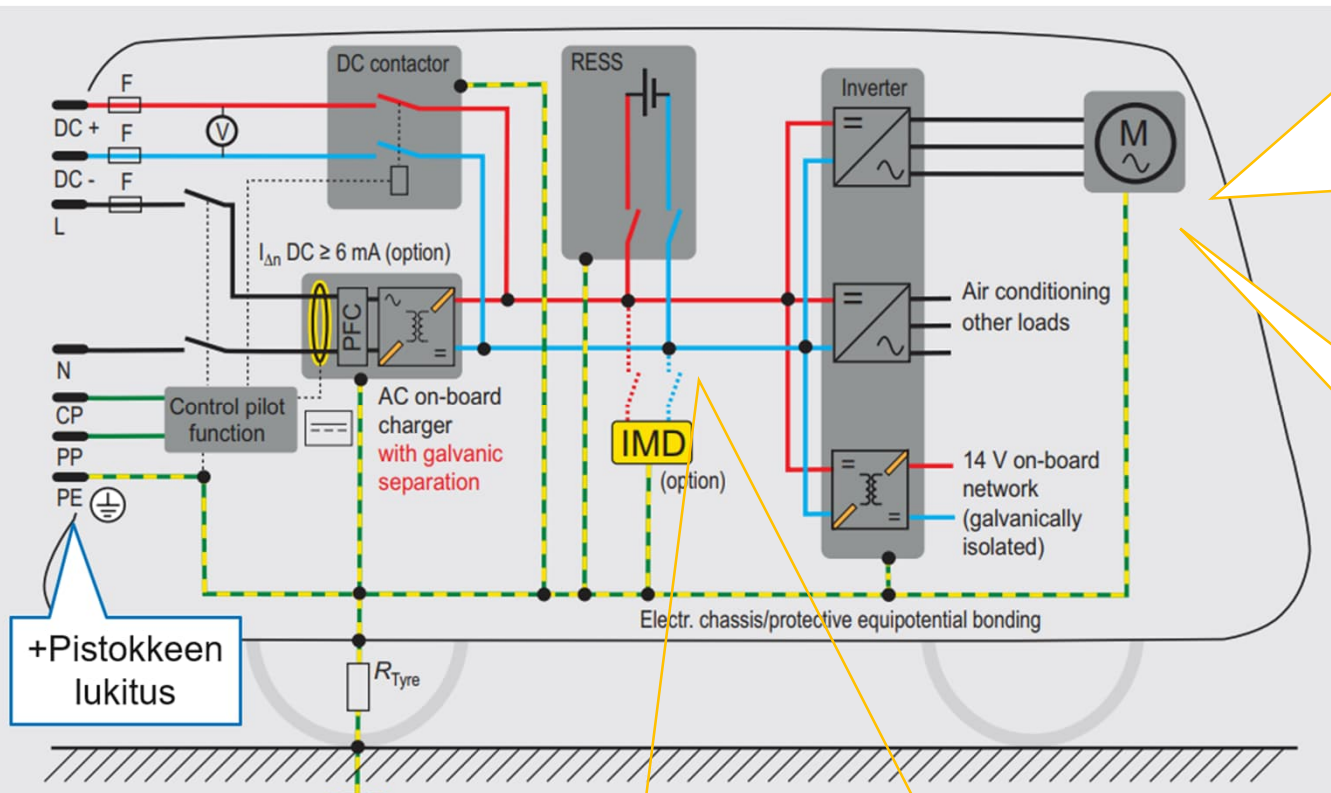 F
DC +
F
DC -
F
L
V
DC contactor
RESS
Inverter
=
M
I∆n DC ≥ 6 mA (option)
PFC
=
=
Air conditioning
other loads
N
CP
PP
PE
Control pilot
function
AC on-board
charger
with galvanic
separation
IMD
(option)
=
=
14 V on-board
network
(galvanically
isolated)
Electr. chassis/protective equipotential bonding
+Pistokkeen
lukitus
RTyre